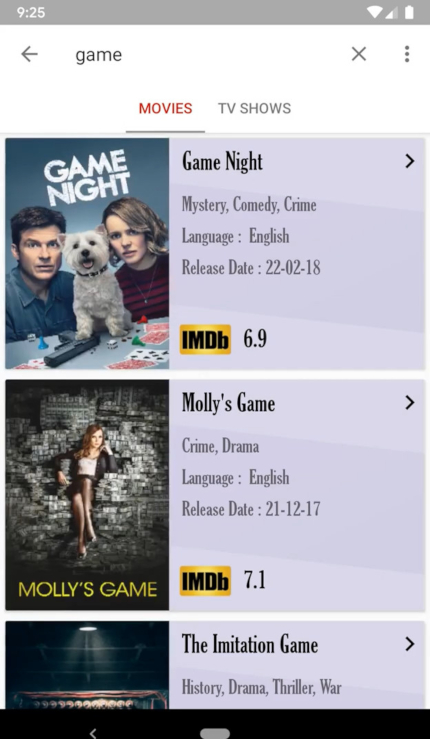 9:25
game
MOVIES TV SHOWS
GAME
NIGHT
Game Night
Mystery, Comedy, Crime
Language : English
Release Date : 22-02-18
IMDb 6.9
MOLLY'S GAME
Molly's Game
Crime, Drama
Language : English
Release Date : 21-12-17
IMDb 7.1
The Imitation Game
History, Drama, Thriller, War